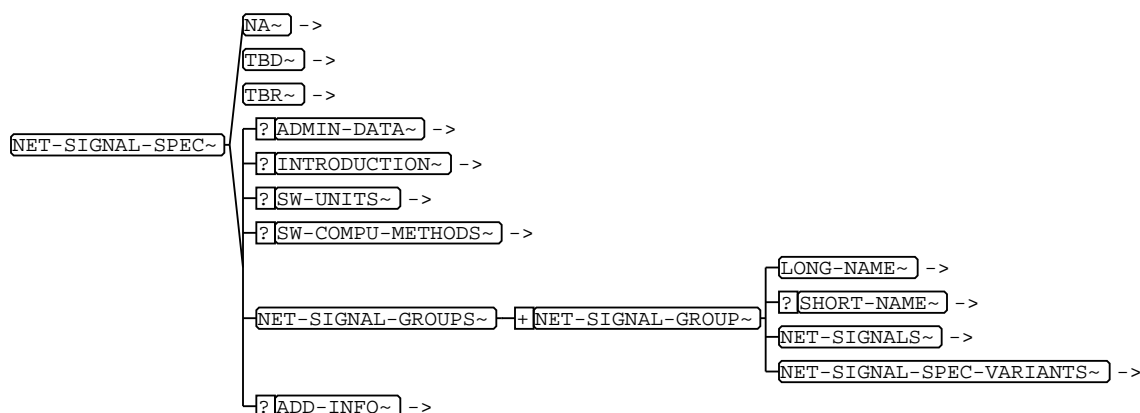 NA~ ->
TBD~ ->
TBR~ ->
? ADMIN-DATA~ ->
NET-SIGNAL-SPEC~
? INTRODUCTION~ ->
? SW-UNITS~ ->
? SW-COMPU-METHODS~ ->
LONG-NAME~ ->
? SHORT-NAME~ ->
NET-SIGNAL-GROUPS~ + NET-SIGNAL-GROUP~
NET-SIGNALS~ ->
NET-SIGNAL-SPEC-VARIANTS~ ->
? ADD-INFO~ ->